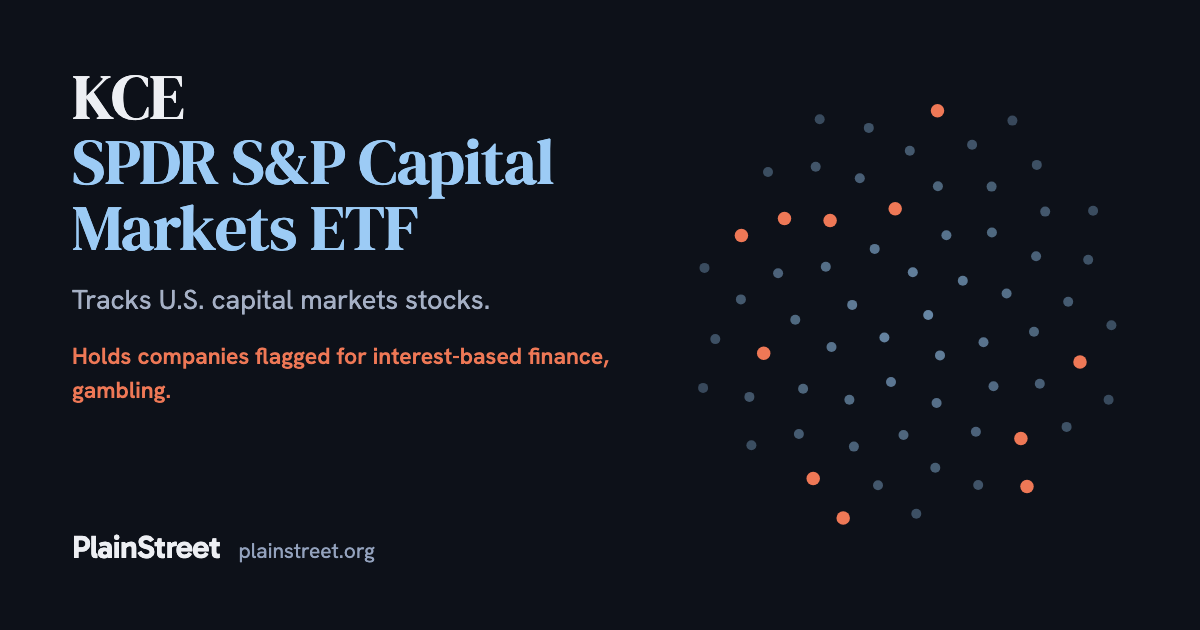 KCE
SPDR S&P Capital
Markets ETF
Tracks U.S. capital markets stocks.
Holds companies flagged for interest-based finance,
gambling.
PlainStreet plainstreet.org